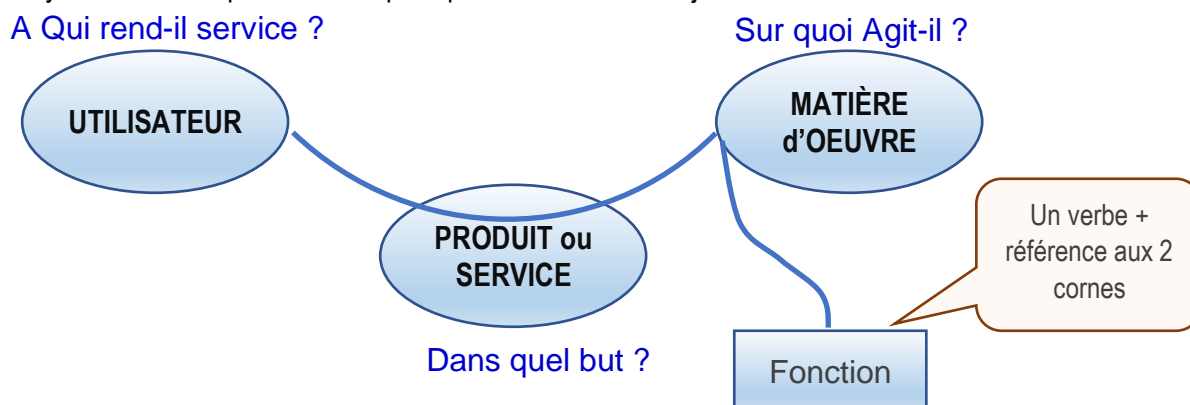 A Qui rend-il service ?
Sur quoi Agit-il ?
UTILISATEUR
MATIÈRE
d'OEUVRE
PRODUIT ou
SERVICE
Un verbe +
référence aux 2
cornes
Dans quel but ?
Fonction